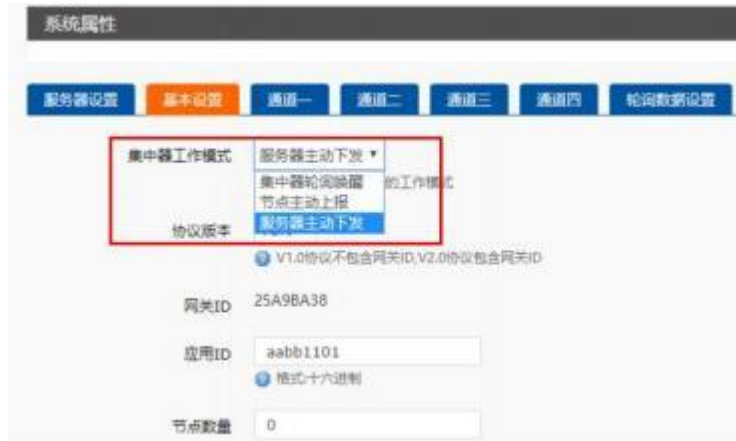 系统属性
服务器设置 基本设置 通道一 通道二 通道三 通道四 轮询数据设置
集中器工作模式 服务器主动下发
集中器轮询唤醒 的工作模式
节点主动上报
服务器主动下发
协议版本
V1.0协议不包含网关ID,V2.0协议包含网关ID
网关ID 25A9BA38
应用ID aabb1101
格式:十六进制
节点数量 0